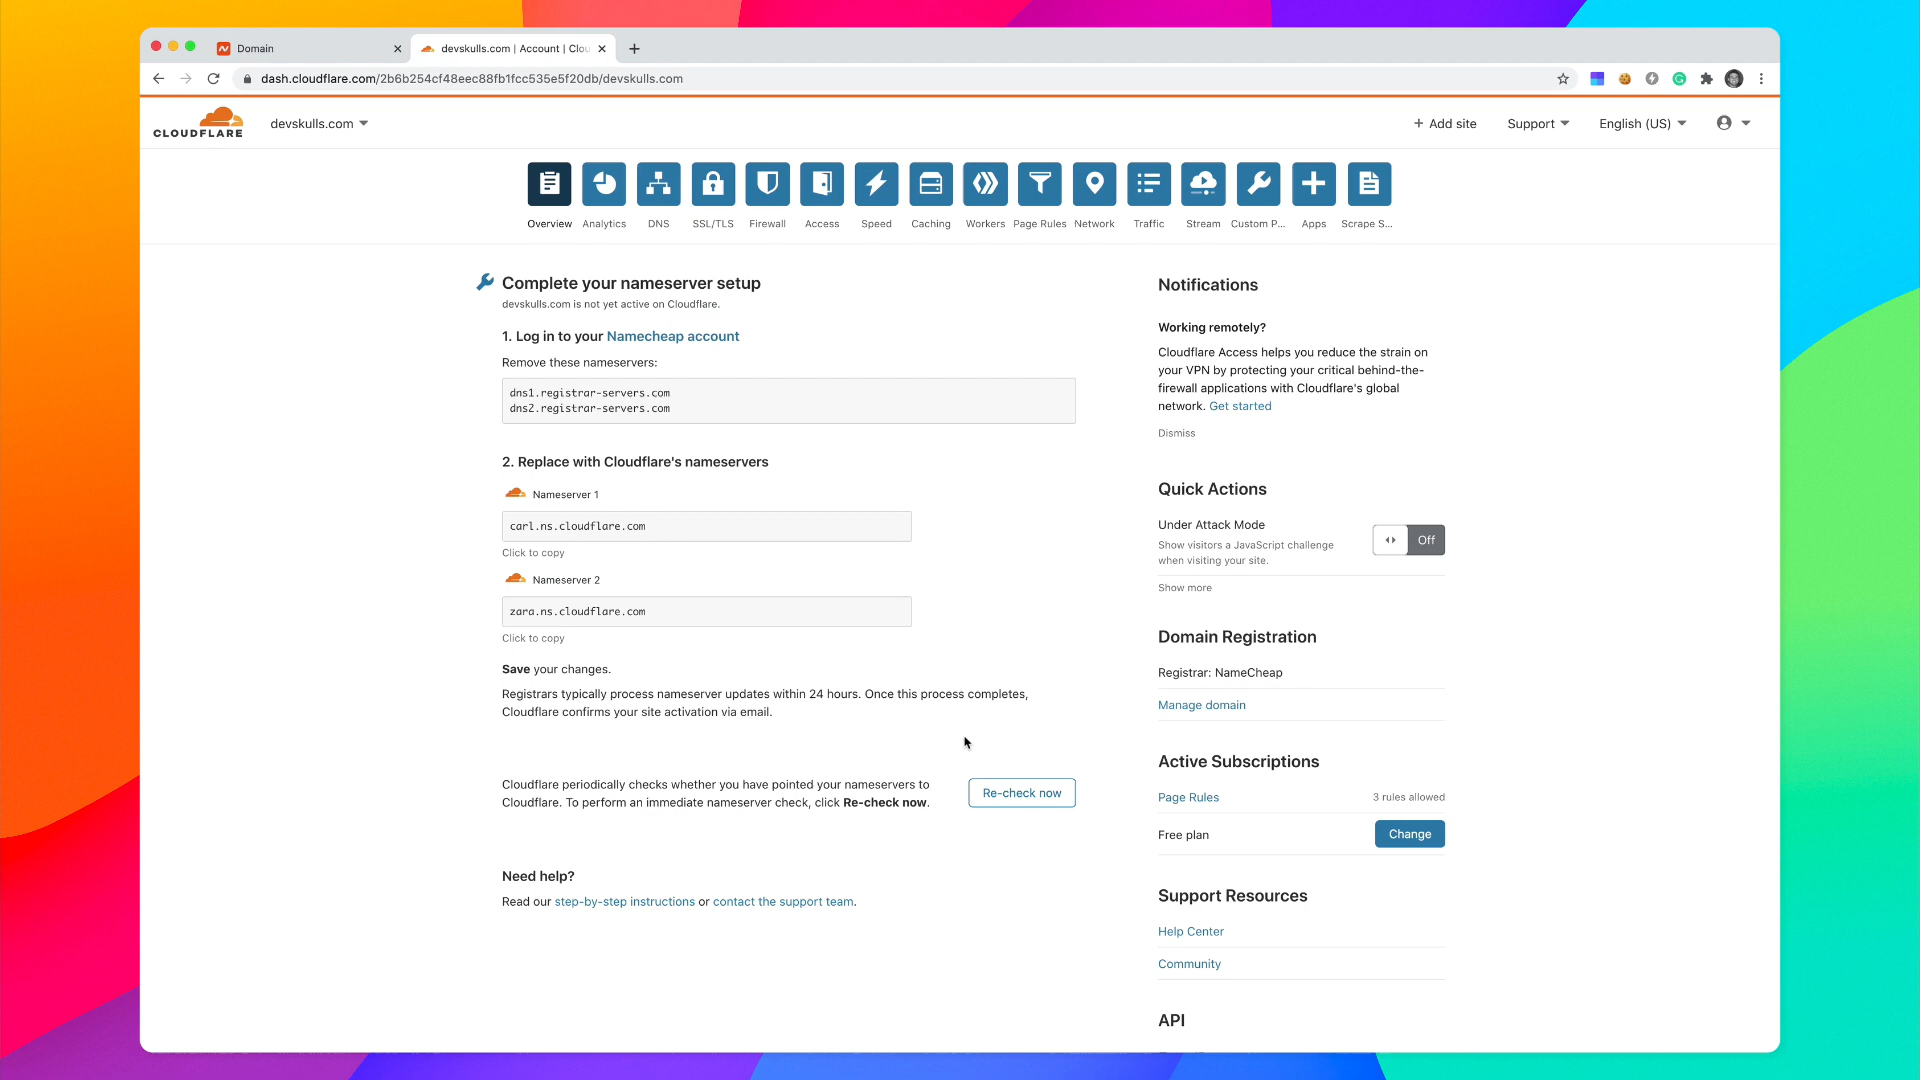 Domain
devskulls.com | Account | Clou
dash.cloudflare.com/2b6b254cf48eec88fb1fcc535e5f20db/devskulls.com
CLOUDFLARE
devskulls.com
+ Add site
Support
English (US)
Overview
Analytics
DNS
SSL/TLS
Firewall
Access
Speed
Caching
Workers
Page Rules
Network
Traffic
Stream
Custom P...
Apps
Scrape S...
Complete your nameserver setup
devskulls.com is not yet active on Cloudflare.
1. Log in to your Namecheap account
Remove these nameservers:
dns1.registrar-servers.com
dns2.registrar-servers.com
2. Replace with Cloudflare's nameservers
Nameserver 1
carl.ns.cloudflare.com
Click to copy
Nameserver 2
zara.ns.cloudflare.com
Click to copy
Save your changes.
Registrars typically process nameserver updates within 24 hours. Once this process completes,
Cloudflare confirms your site activation via email.
Cloudflare periodically checks whether you have pointed your nameservers to
Cloudflare. To perform an immediate nameserver check, click Re-check now.
Re-check now
Need help?
Read our step-by-step instructions or contact the support team.
Notifications
Working remotely?
Cloudflare Access helps you reduce the strain on
your VPN by protecting your critical behind-the-
firewall applications with Cloudflare's global
network. Get started
Dismiss
Quick Actions
Under Attack Mode
Show visitors a JavaScript challenge
when visiting your site.
Off
Show more
Domain Registration
Registrar: NameCheap
Manage domain
Active Subscriptions
Page Rules
3 rules allowed
Free plan
Change
Support Resources
Help Center
Community
API